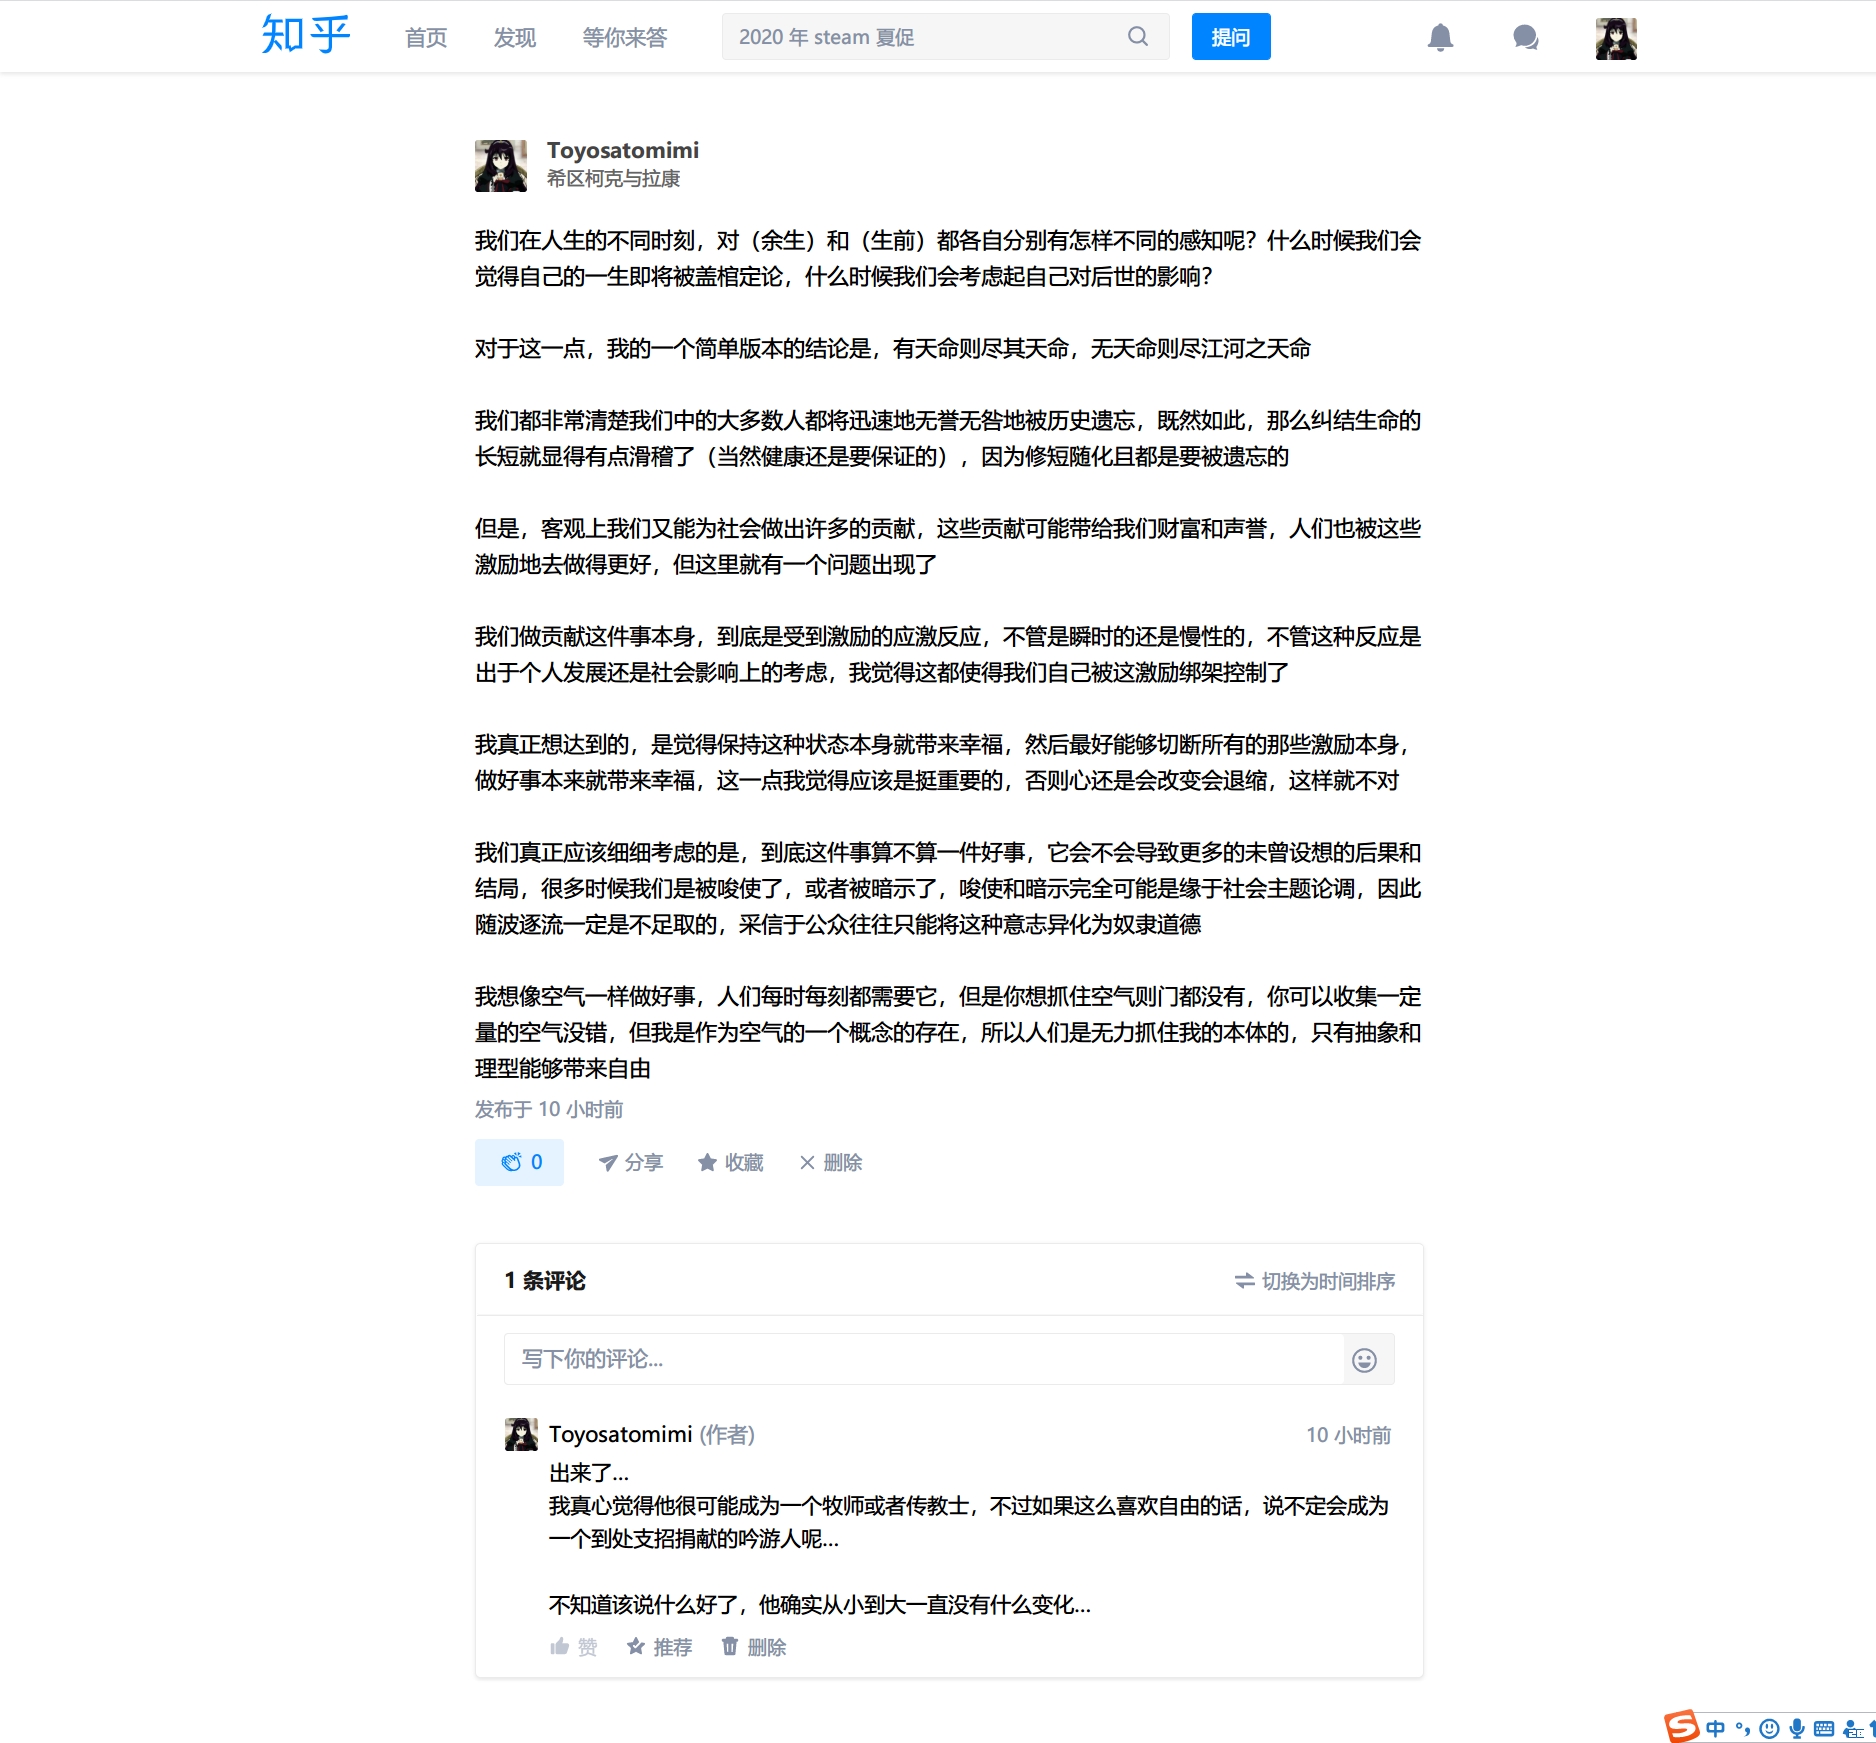 知乎 首页 发现 等你来答 2020 年 steam 夏促 提问
Toyosatomimi
希区柯克与拉康
我们在人生的不同时刻，对（余生）和（生前）都各自分别有怎样不同的感知呢？什么时候我们会
觉得自己的一生即将被盖棺定论，什么时候我们会考虑起自己对后世的影响？
对于这一点，我的一个简单版本的结论是，有天命则尽其天命，无天命则尽江河之天命
我们都非常清楚我们中的大多数人都将迅速地无誉无咎地被历史遗忘，既然如此，那么纠结生命的
长短就显得有点滑稽了（当然健康还是要保证的），因为修短随化且都是要被遗忘的
但是，客观上我们又能为社会做出许多的贡献，这些贡献可能带给我们财富和声誉，人们也被这些
激励地去做得更好，但这里就有一个问题出现了
我们做贡献这件事本身，到底是受到激励的应激反应，不管是瞬时的还是慢性的，不管这种反应是
出于个人发展还是社会影响上的考虑，我觉得这都使得我们自己被这激励绑架控制了
我真正想达到的，是觉得保持这种状态本身就带来幸福，然后最好能够切断所有的那些激励本身，
做好事本来就带来幸福，这一点我觉得应该是挺重要的，否则心还是会改变会退缩，这样就不对
我们真正应该细细考虑的是，到底这件事算不算一件好事，它会不会导致更多的未曾设想的后果和
结局，很多时候我们是被唆使了，或者被暗示了，唆使和暗示完全可能是缘于社会主题论调，因此
随波逐流一定是不足取的，采信于公众往往只能将这种意志异化为奴隶道德
我想像空气一样做好事，人们每时每刻都需要它，但是你想抓住空气则门都没有，你可以收集一定
量的空气没错，但我是作为空气的一个概念的存在，所以人们是无力抓住我的本体的，只有抽象和
理型能够带来自由
发布于 10 小时前
0 分享 收藏 删除
1 条评论 切换为时间排序
写下你的评论...
Toyosatomimi (作者) 10 小时前
出来了...
我真心觉得他很可能成为一个牧师或者传教士，不过如果这么喜欢自由的话，说不定会成为
一个到处支招捐献的吟游人呢...
不知道该说什么好了，他确实从小到大一直没有什么变化...
赞 推荐 删除
S 中